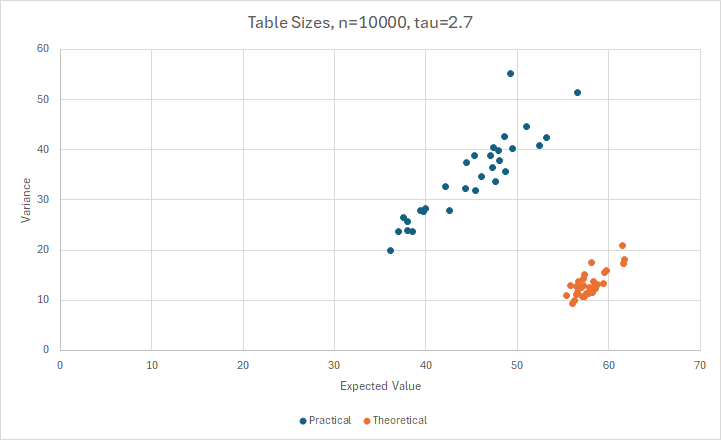 Table Sizes, n=10000, tau=2.7
60
50
40
30
20
10
0
Variance
0 10 20 30 40 50 60 70
Expected Value
Practical Theoretical